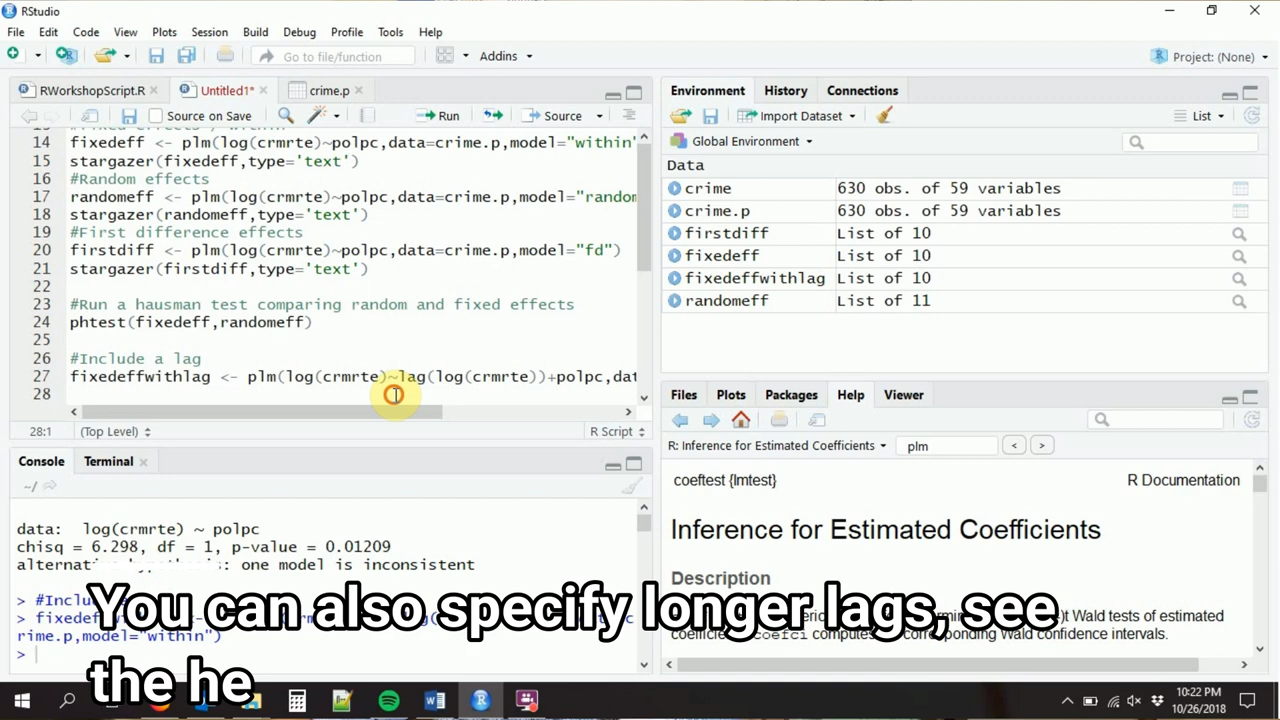 RStudio
File Edit Code View Plots Session Build Debug Profile Tools Help
Go to file/function Addins Project: (None)
RWorkshopScript.R Untitled1* crime.p
Source on Save Run Source
14 fixedeff <- plm(log(crmrte)~polpc,data=crime.p,model="within"
15 stargazer(fixedeff,type='text')
16 #Random effects
17 randomeff <- plm(log(crmrte)~polpc,data=crime.p,model="random
18 stargazer(randomeff,type='text')
19 #First difference effects
20 firstdiff <- plm(log(crmrte)~polpc,data=crime.p,model="fd")
21 stargazer(firstdiff,type='text')
22
23 #Run a hausman test comparing random and fixed effects
24 phtest(fixedeff,randomeff)
25
26 #Include a lag
27 fixedeffwithlag <- plm(log(crmrte)~lag(log(crmrte))+polpc,dat
28
28:1 (Top Level) R Script
Console Terminal
~/
data: log(crmrte) ~ polpc
chisq = 6.298, df = 1, p-value = 0.01209
alternative hypothesis: one model is inconsistent
> #Inclu
> fixede
rime.p,model="within")
>
Environment History Connections
Import Dataset List
Global Environment
Data
crime 630 obs. of 59 variables
crime.p 630 obs. of 59 variables
firstdiff List of 10
fixedeff List of 10
fixedeffwithlag List of 10
randomeff List of 11
Files Plots Packages Help Viewer
R: Inference for Estimated Coefficients plm < >
coeftest {lmtest} R Documentation
Inference for Estimated Coefficients
Description
t Wald tests of estimated
coefficie coefci computes corresponding Wald confidence intervals.
You can also specify longer lags, see
the he
10:22 PM
10/26/2018